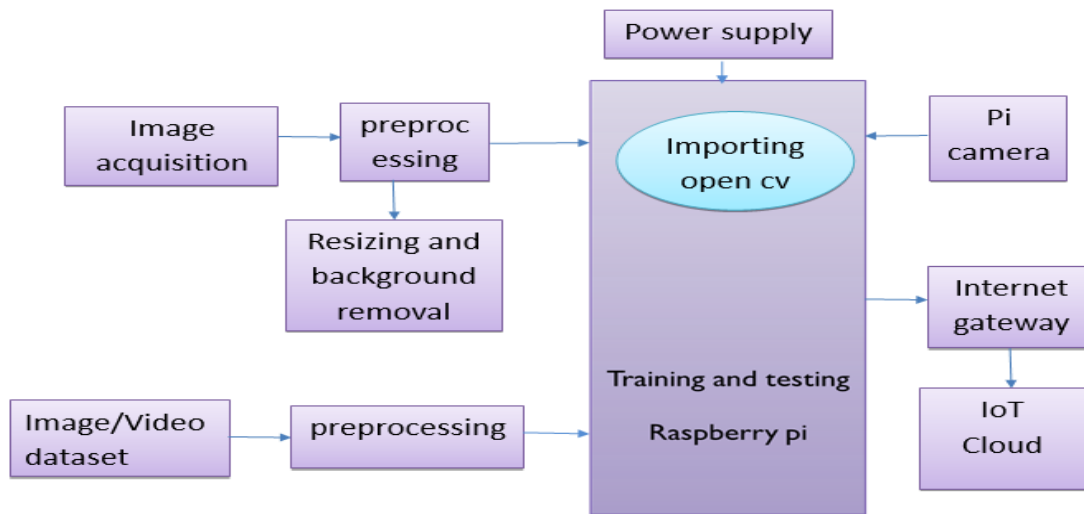 Power supply
Image
acquisition
preproc
essing
Importing
open cv
Pi
camera
Resizing and
background
removal
Internet
gateway
Training and testing
Raspberry pi
Image/Video
dataset
preprocessing
IoT
Cloud